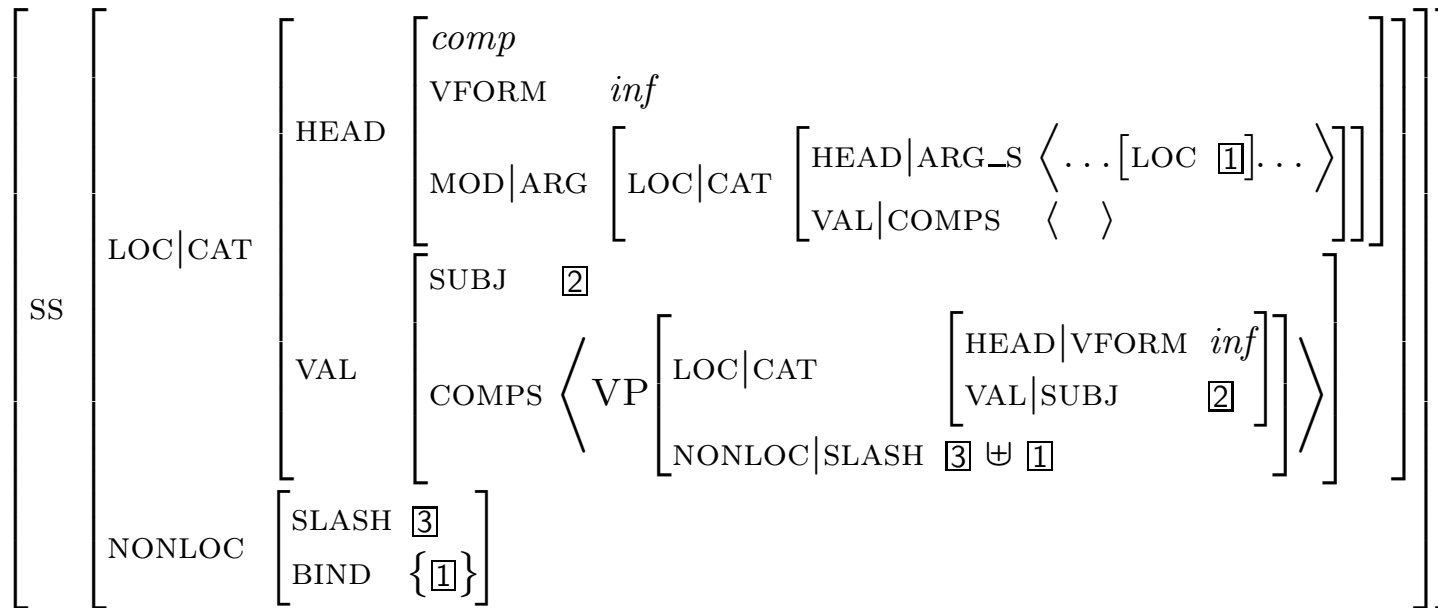 comp
VFORM inf
HEAD
MOD|ARG LOC|CAT HEAD|ARG_S ⟨...[LOC 1]...⟩
VAL|COMPS ⟨ ⟩
LOC|CAT
SUBJ 2
SS
VAL
COMPS ⟨ VP LOC|CAT HEAD|VFORM inf
VAL|SUBJ 2 ⟩
NONLOC|SLASH 3 ⊎ 1
NONLOC SLASH 3
BIND {1}